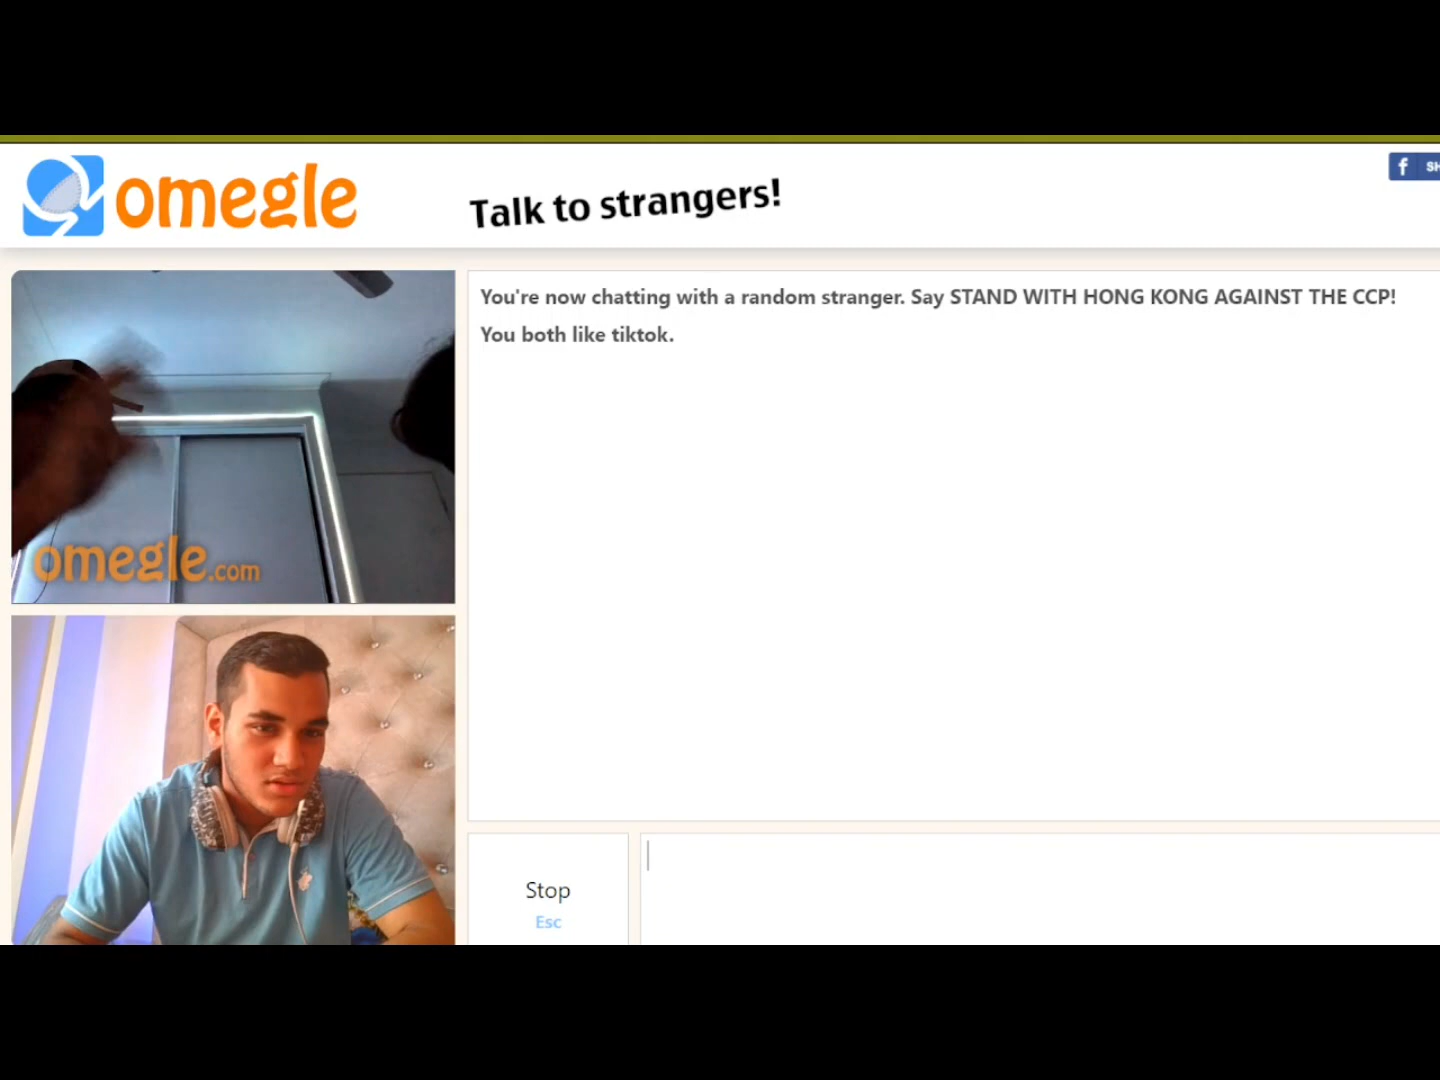 omegle
Talk to strangers!
f
You're now chatting with a random stranger. Say STAND WITH HONG KONG AGAINST THE CCP!
You both like tiktok.
omegle.com
Stop
Esc